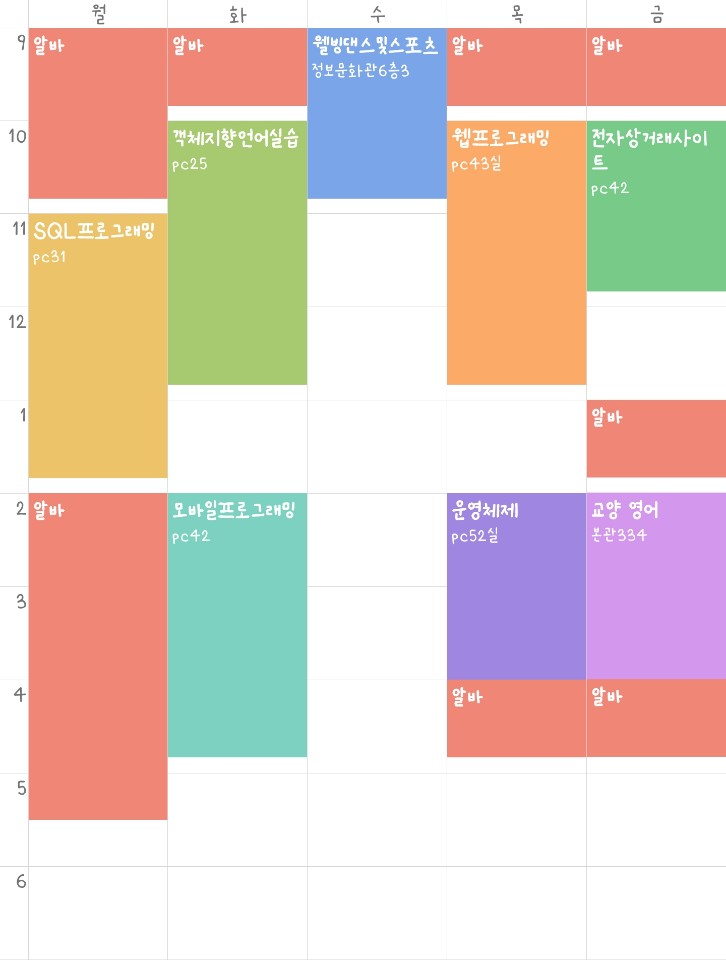 월 화 수 목 금
9 알바 알바 웰빙댄스및스포츠 알바 알바
정보문화관6층3
10 객체지향언어실습 웹프로그래밍 전자상거래사이
트
pc25 pc43실
pc42
11 SQL프로그래밍
pc31
12
1 알바
2 알바 모바일프로그래밍 운영체제 교양 영어
pc42 pc52실 본관334
3
4 알바 알바
5
6